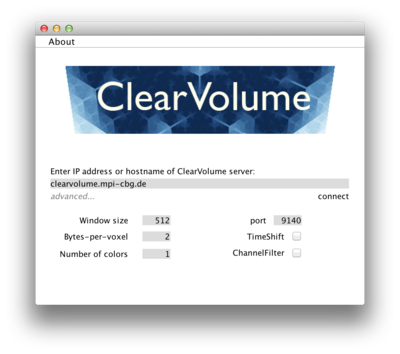 About
ClearVolume
Enter IP address or hostname of ClearVolume server:
clearvolume.mpi-cbg.de
advanced... connect
Window size 512 port 9140
Bytes-per-voxel 2 TimeShift
Number of colors 1 ChannelFilter